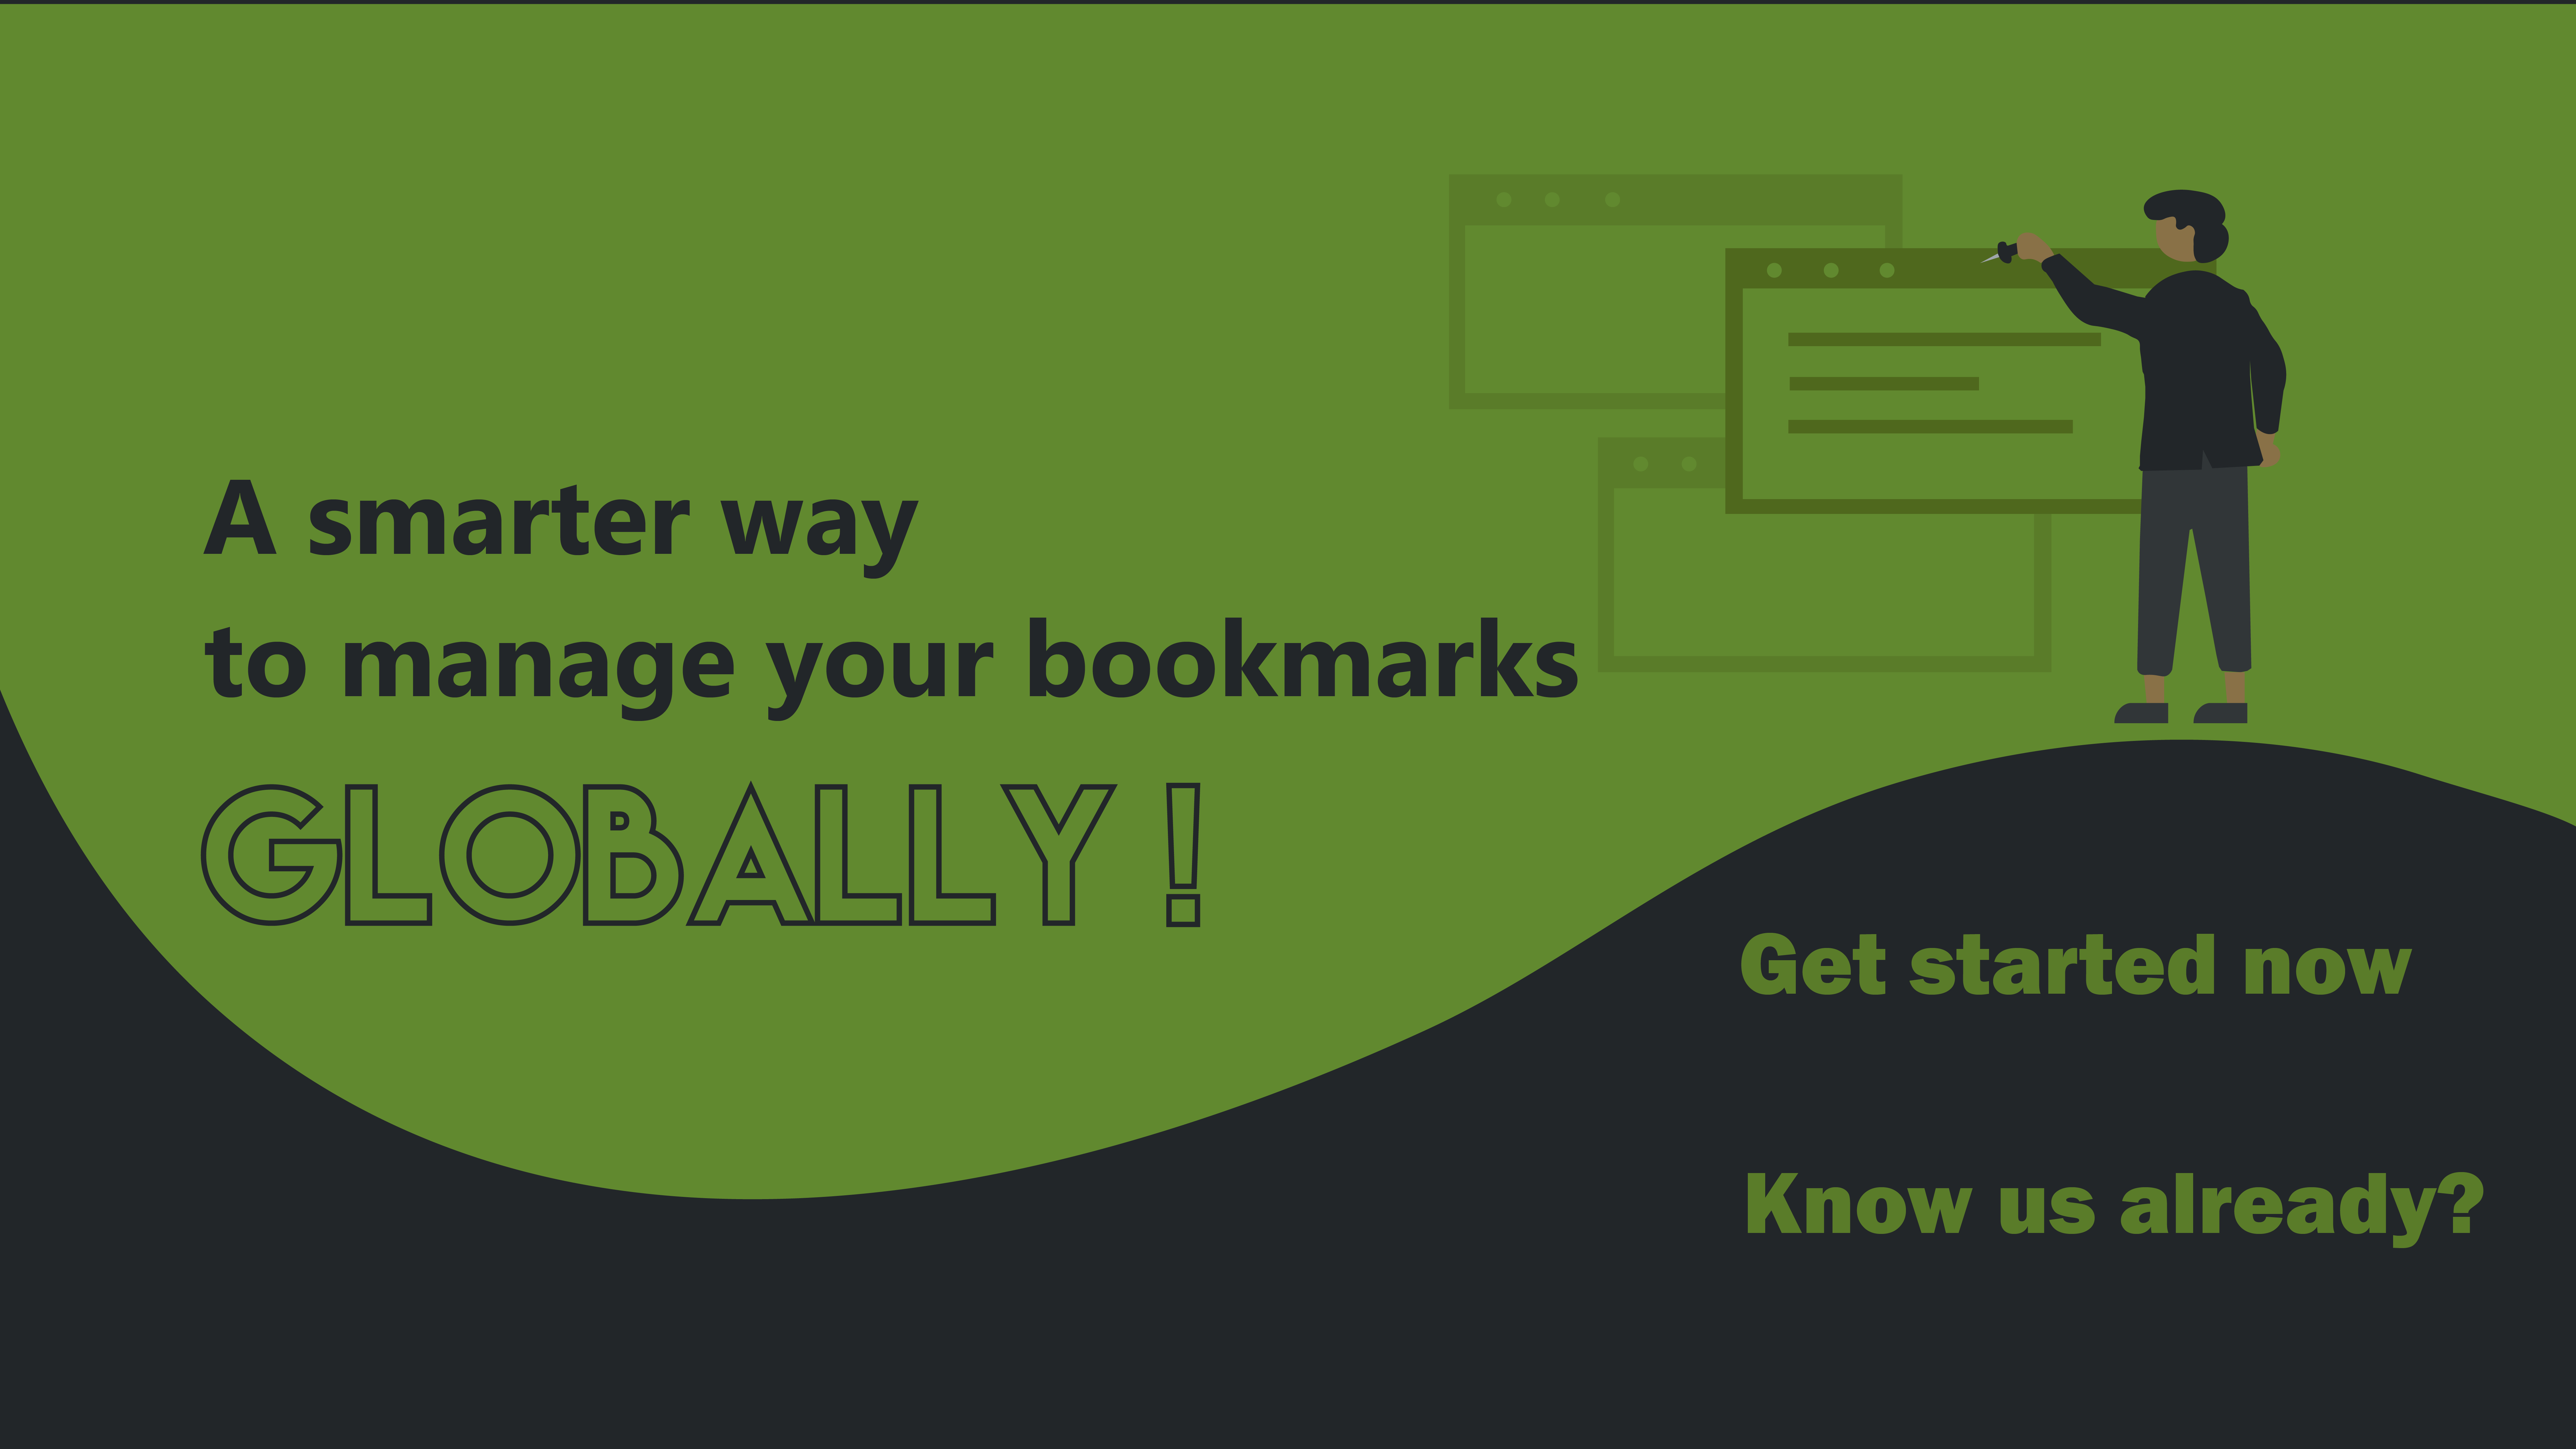 A smarter way
to manage your bookmarks
GLOBALLY !
Get started now
Know us already?